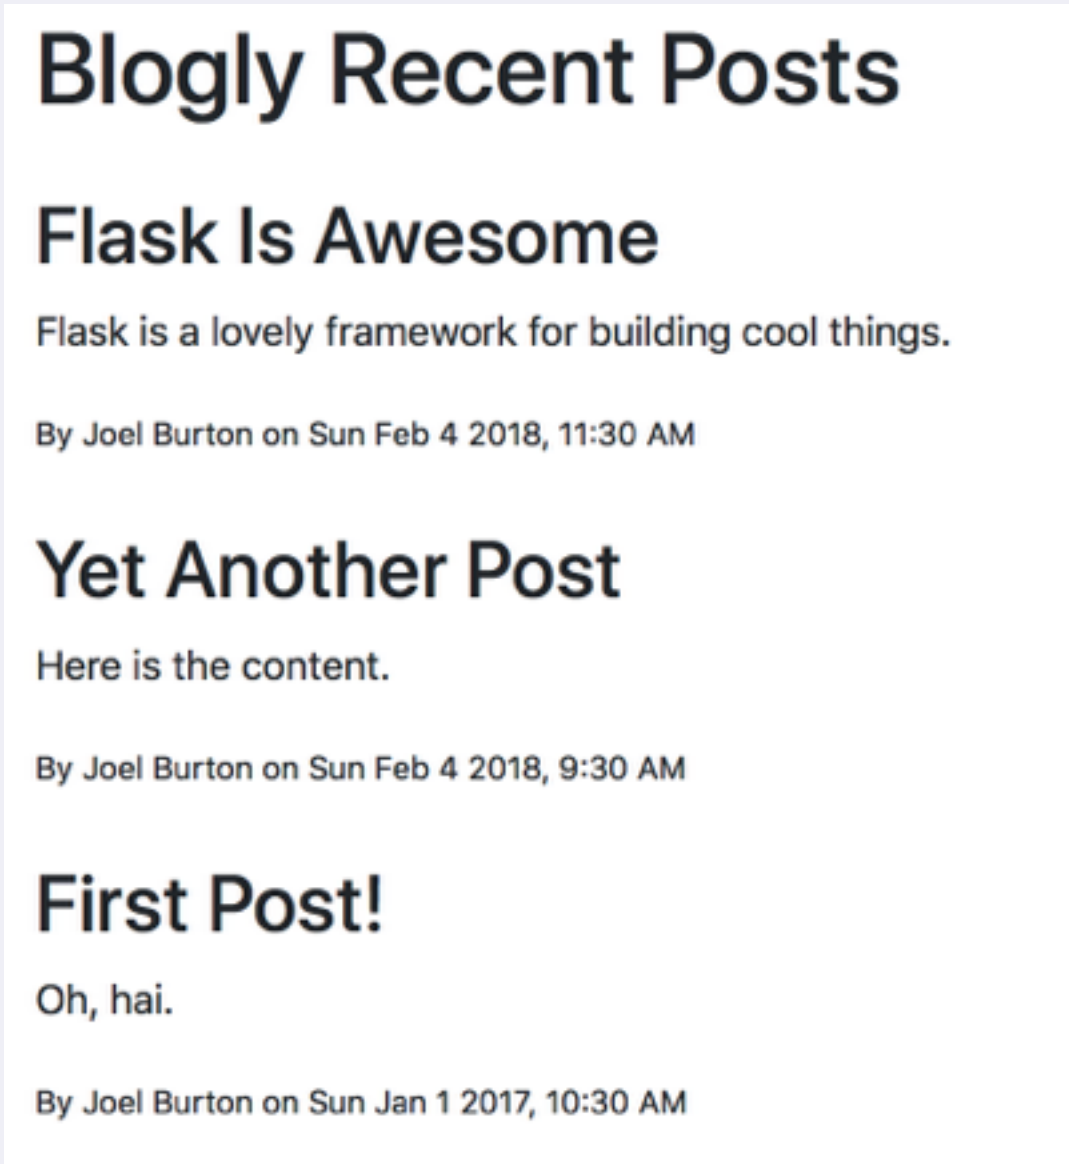 Blogly Recent Posts
Flask Is Awesome
Flask is a lovely framework for building cool things.
By Joel Burton on Sun Feb 4 2018, 11:30 AM
Yet Another Post
Here is the content.
By Joel Burton on Sun Feb 4 2018, 9:30 AM
First Post!
Oh, hai.
By Joel Burton on Sun Jan 1 2017, 10:30 AM